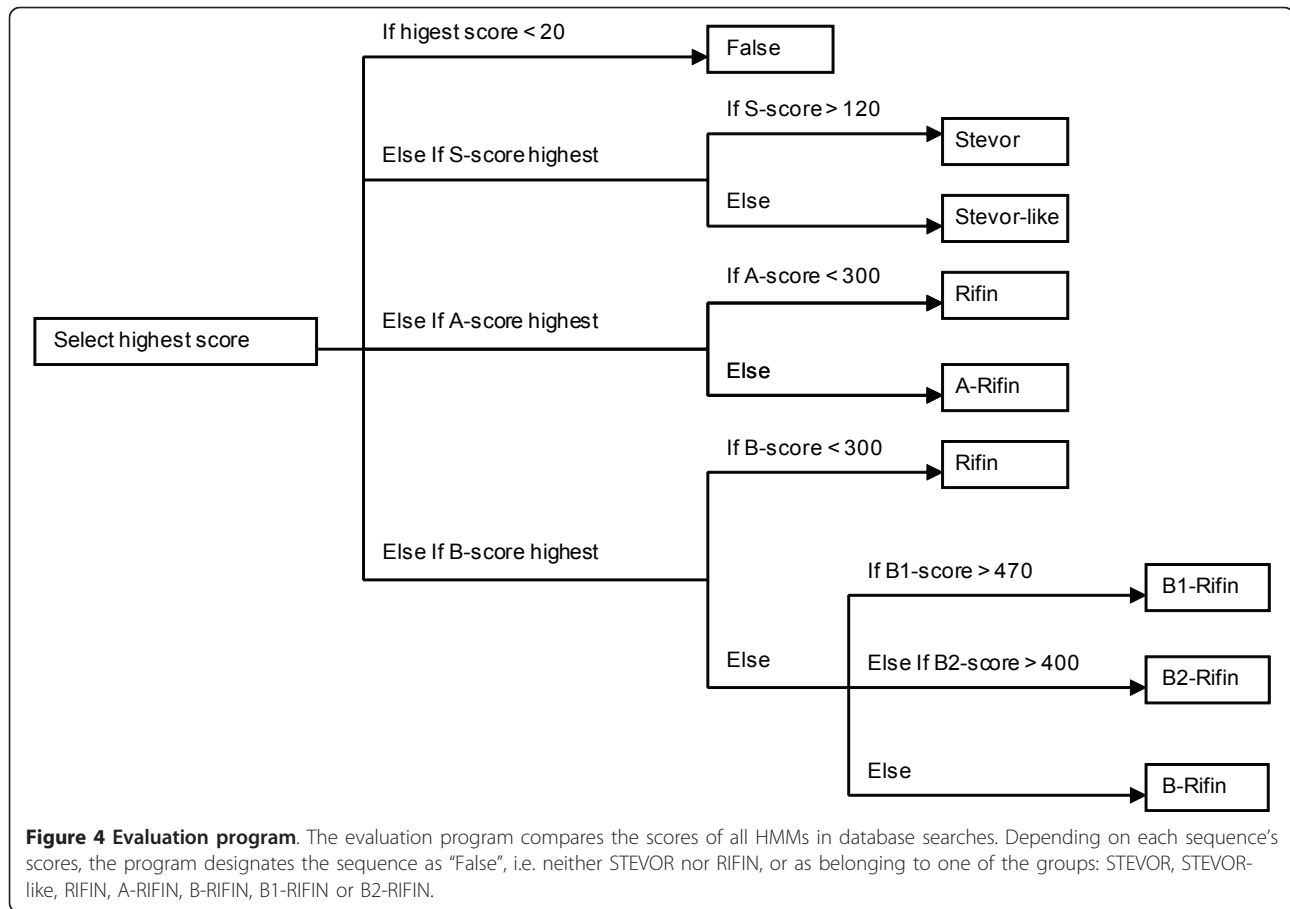 If higest score < 20
False
If S-score > 120
Stevor
Else If S-score highest
Else
Stevor-like
If A-score < 300
Rifin
Select highest score
Else If A-score highest
Else
A-Rifin
If B-score < 300
Rifin
Else If B-score highest
If B1-score > 470
B1-Rifin
Else
Else If B2-score > 400
B2-Rifin
Else
B-Rifin
Figure 4 Evaluation program. The evaluation program compares the scores of all HMMs in database searches. Depending on each sequence's
scores, the program designates the sequence as "False", i.e. neither STEVOR nor RIFIN, or as belonging to one of the groups: STEVOR, STEVOR-
like, RIFIN, A-RIFIN, B-RIFIN, B1-RIFIN or B2-RIFIN.